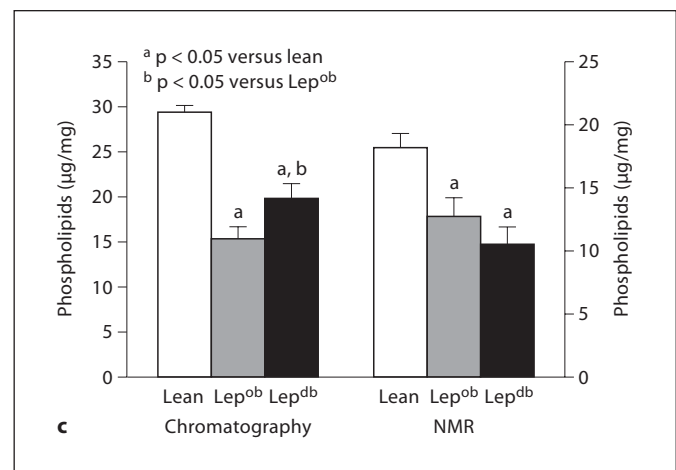 ᵃ p < 0.05 versus lean
ᵇ p < 0.05 versus Lepᵒᵇ
Phospholipids (µg/mg)
35
30
25
20
15
10
5
0
a
a, b
a
a
25
20
15
10
5
0
Phospholipids (µg/mg)
Lean Lepᵒᵇ Lepᵈᵇ Lean Lepᵒᵇ Lepᵈᵇ
c Chromatography NMR